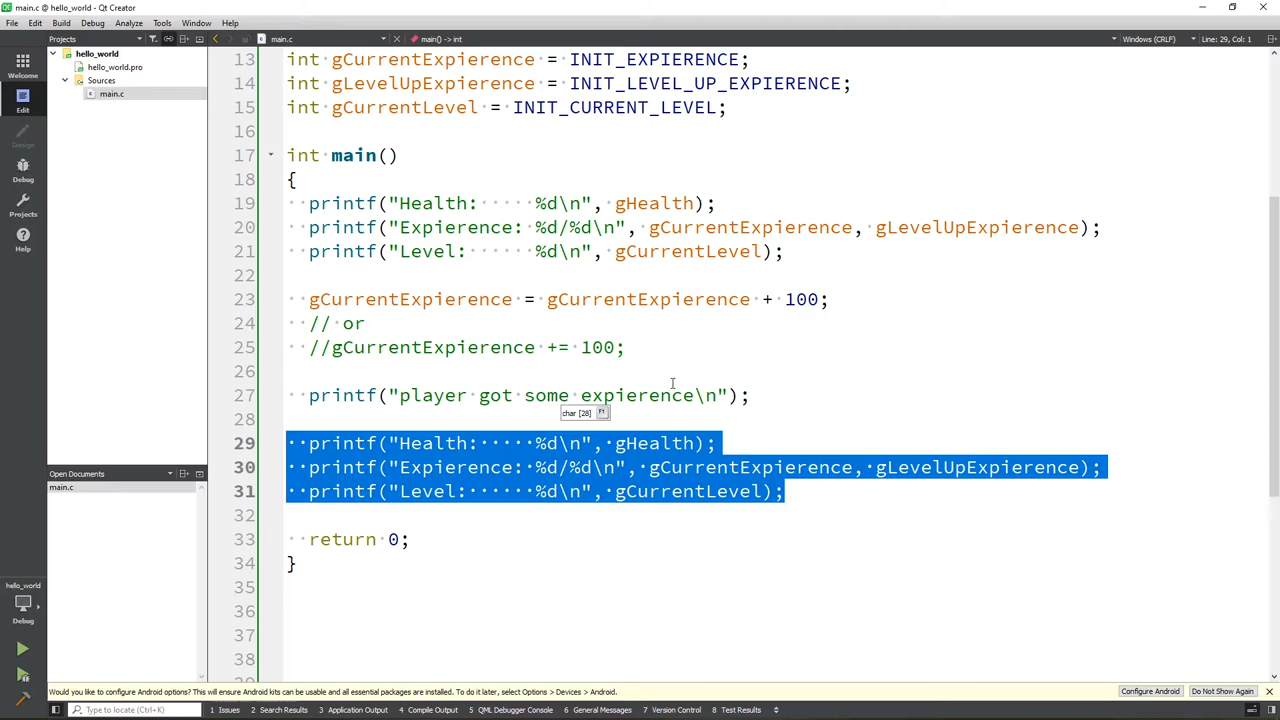 main.c @ hello_world - Qt Creator
File Edit Build Debug Analyze Tools Window Help
Projects main.c main() -> int Windows (CRLF) Line: 29, Col: 1
Welcome
Edit
Design
Debug
Projects
Help
hello_world
hello_world.pro
Sources
main.c
13 int gCurrentExpierence = INIT_EXPIERENCE;
14 int gLevelUpExpierence = INIT_LEVEL_UP_EXPIERENCE;
15 int gCurrentLevel = INIT_CURRENT_LEVEL;
16
17 int main()
18 {
19 printf("Health:·····%d\n", gHealth);
20 printf("Expierence:·%d/%d\n", gCurrentExpierence, gLevelUpExpierence);
21 printf("Level:······%d\n", gCurrentLevel);
22
23 gCurrentExpierence = gCurrentExpierence + 100;
24 // or
25 //gCurrentExpierence += 100;
26
27 printf("player got some expierence\n");
char [28] F1
28
29 printf("Health:·····%d\n", gHealth);
30 printf("Expierence:·%d/%d\n", gCurrentExpierence, gLevelUpExpierence);
31 printf("Level:······%d\n", gCurrentLevel);
32
33 return 0;
34 }
35
36
37
38
Open Documents
main.c
hello_world
Debug
Would you like to configure Android options? This will ensure Android kits can be usable and all essential packages are installed. To do it later, select Options > Devices > Android. Configure Android Do Not Show Again
Type to locate (Ctrl+K) 1 Issues 2 Search Results 3 Application Output 4 Compile Output 5 QML Debugger Console 6 General Messages 7 Version Control 8 Test Results